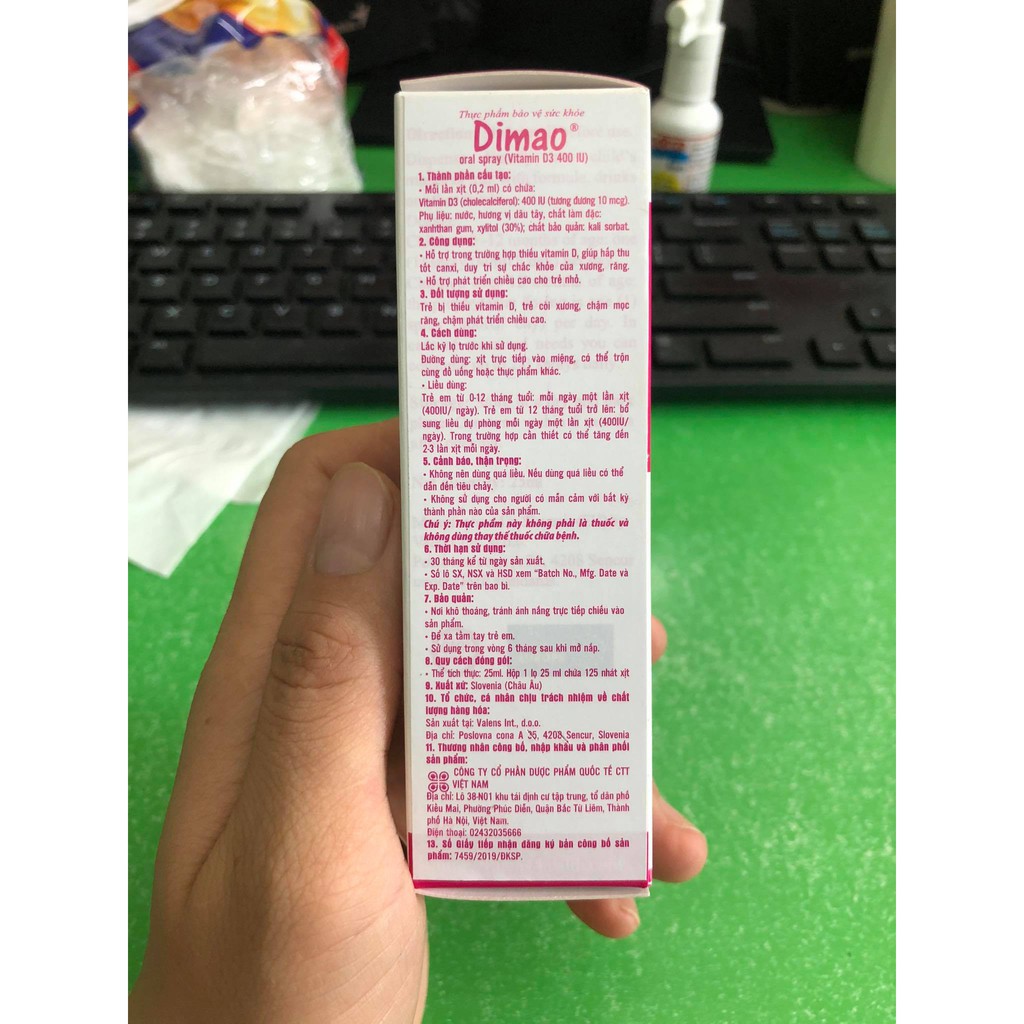 Thực phẩm bảo vệ sức khỏe
Dimao®
oral spray (Vitamin D3 400 IU)
1. Thành phần cấu tạo:
• Mỗi lần xịt (0,2 ml) có chứa:
Vitamin D3 (cholecalciferol): 400 IU (tương đương 10 mcg).
Phụ liệu: nước, hương vị dâu tây, chất làm đặc:
xanhthan gum, xylitol (30%); chất bảo quản: kali sorbat.
2. Công dụng:
• Hỗ trợ trong trường hợp thiếu vitamin D, giúp hấp thu
tốt canxi, duy trì sự chắc khỏe của xương, răng.
• Hỗ trợ phát triển chiều cao cho trẻ nhỏ.
3. Đối tượng sử dụng:
Trẻ bị thiếu vitamin D, trẻ còi xương, chậm mọc
răng, chậm phát triển chiều cao.
4. Cách dùng:
Lắc kỹ lọ trước khi sử dụng.
Đường dùng: xịt trực tiếp vào miệng, có thể trộn
cùng đồ uống hoặc thực phẩm khác.
• Liều dùng:
Trẻ em từ 0-12 tháng tuổi: mỗi ngày một lần xịt
(400IU/ ngày). Trẻ em từ 12 tháng tuổi trở lên: bổ
sung liều dự phòng mỗi ngày một lần xịt (400IU/
ngày). Trong trường hợp cần thiết có thể tăng đến
2-3 lần xịt mỗi ngày.
5. Cảnh báo, thận trọng:
• Không nên dùng quá liều. Nếu dùng quá liều có thể
dẫn đến tiêu chảy.
• Không sử dụng cho người có mẫn cảm với bất kỳ
thành phần nào của sản phẩm.
Chú ý: Thực phẩm này không phải là thuốc và
không dùng thay thế thuốc chữa bệnh.
6. Thời hạn sử dụng:
• 30 tháng kể từ ngày sản xuất.
• Số lô SX, NSX và HSD xem "Batch No., Mfg. Date và
Exp. Date" trên bao bì.
7. Bảo quản:
• Nơi khô thoáng, tránh ánh nắng trực tiếp chiếu vào
sản phẩm.
• Để xa tầm tay trẻ em.
• Sử dụng trong vòng 6 tháng sau khi mở nắp.
8. Quy cách đóng gói:
• Thể tích thực: 25ml. Hộp 1 lọ 25 ml chứa 125 nhát xịt
9. Xuất xứ: Slovenia (Châu Âu)
10. Tổ chức, cá nhân chịu trách nhiệm về chất
lượng hàng hóa:
Sản xuất tại: Valens Int., d.o.o.
Địa chỉ: Poslovna cona A 35, 4208 Sencur, Slovenia
11. Thương nhân công bố, nhập khẩu và phân phối
sản phẩm:
CÔNG TY CỔ PHẦN DƯỢC PHẨM QUỐC TẾ CTT
VIỆT NAM
Địa chỉ: Lô 38-N01 khu tái định cư tập trung, tổ dân phố
Kiều Mai, Phường Phúc Diễn, Quận Bắc Từ Liêm, Thành
phố Hà Nội, Việt Nam.
Điện thoại: 02432035666
13. Số Giấy tiếp nhận đăng ký bản công bố sản
phẩm: 7459/2019/ĐKSP.